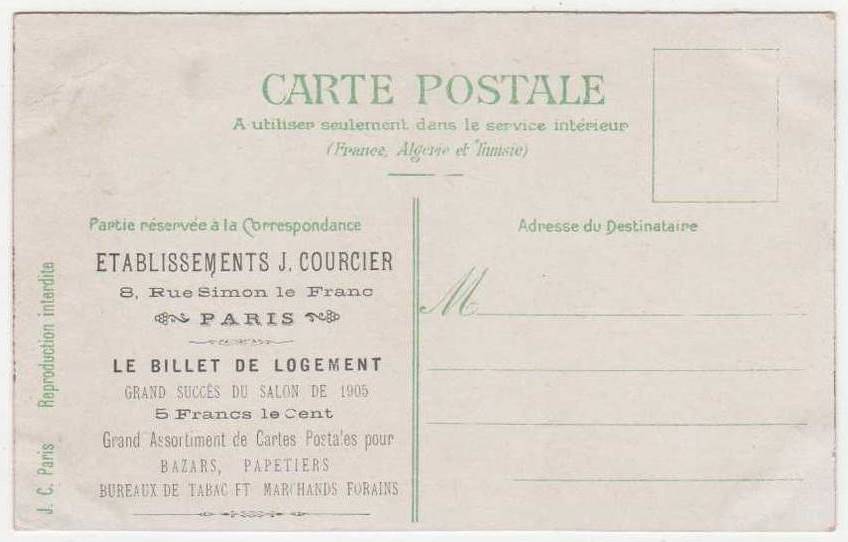 CARTE POSTALE
A utiliser seulement dans le service intérieur
(France, Algerie et Tunisie)
Partie réservée à la Correspondance
Adresse du Destinataire
ETABLISSEMENTS J. COURCIER
8, Rue Simon le Franc
PARIS
LE BILLET DE LOGEMENT
GRAND SUCCÈS DU SALON DE 1905
5 Francs le Cent
Grand Assortiment de Cartes Postales pour
BAZARS, PAPETIERS
BUREAUX DE TABAC ET MARCHANDS FORAINS
M
J. C. Paris Reproduction interdite